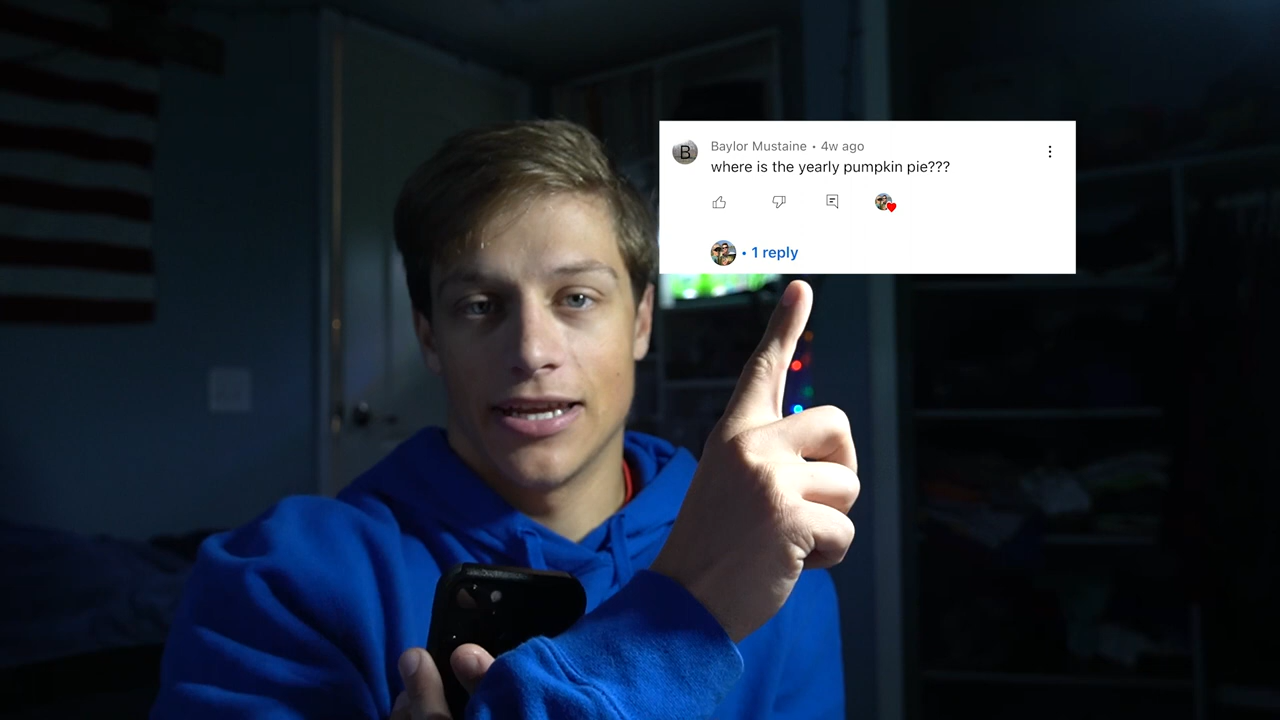 B
Baylor Mustaine • 4w ago
where is the yearly pumpkin pie???
• 1 reply